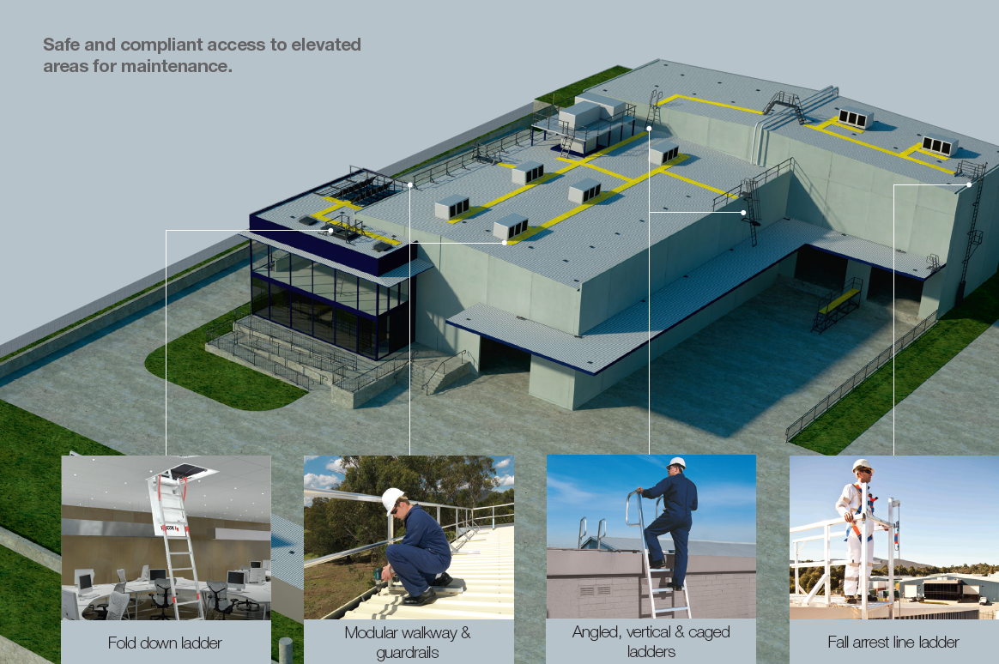 Safe and compliant access to elevated
areas for maintenance.
Fold down ladder
Modular walkway &
guardrails
Angled, vertical & caged
ladders
Fall arrest line ladder